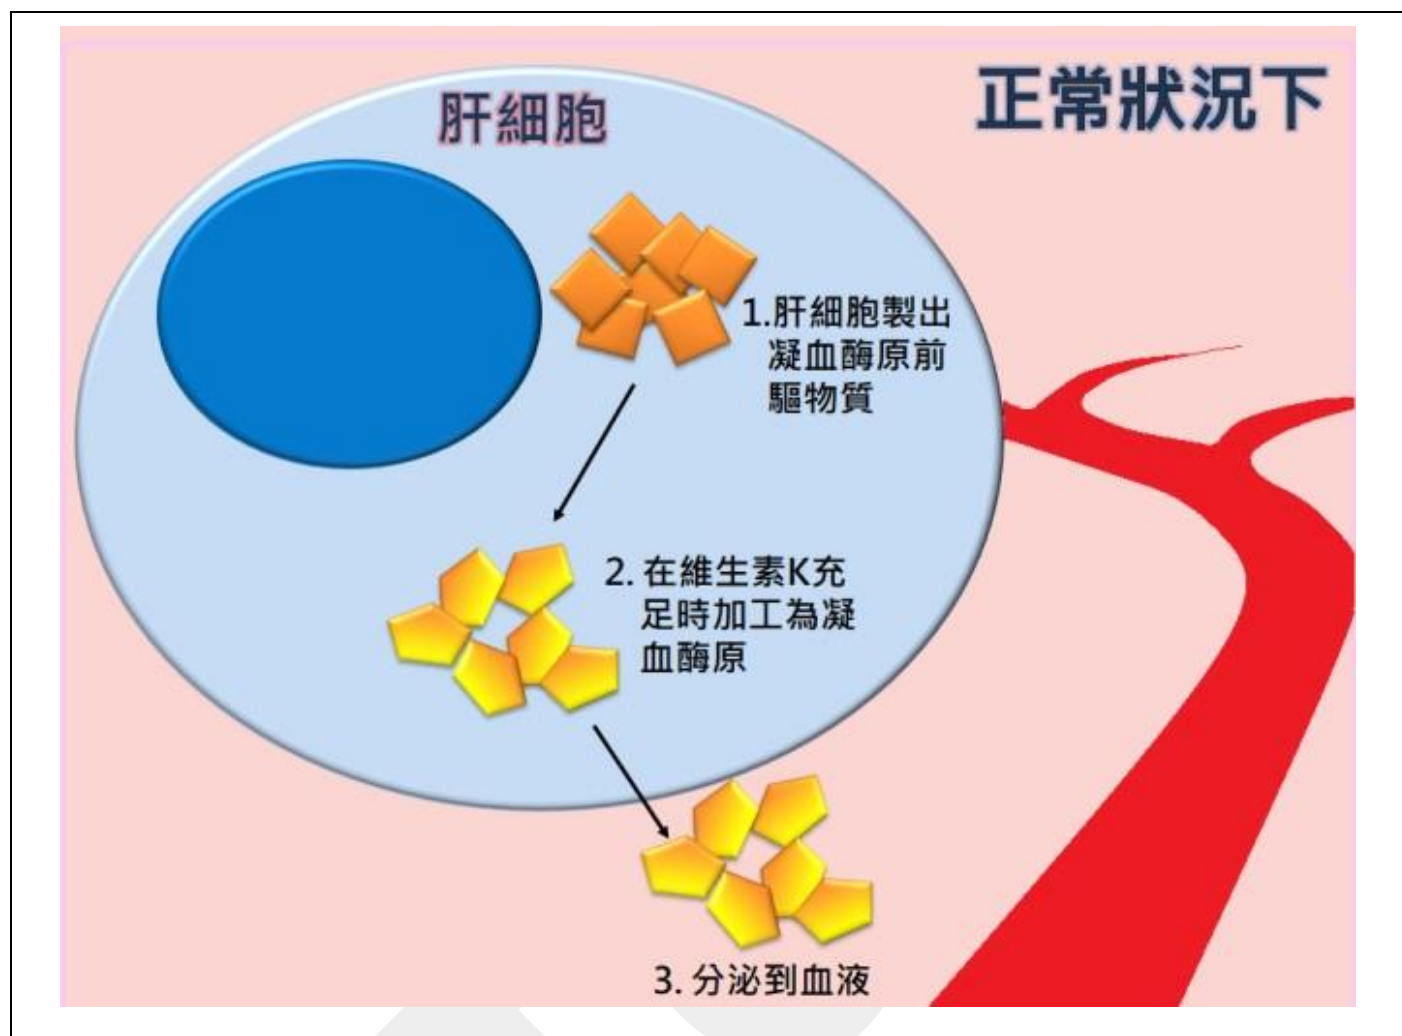 正常狀況下
肝細胞
1.肝細胞製出
凝血酶原前
驅物質
2. 在維生素K充
足時加工為凝
血酶原
3. 分泌到血液